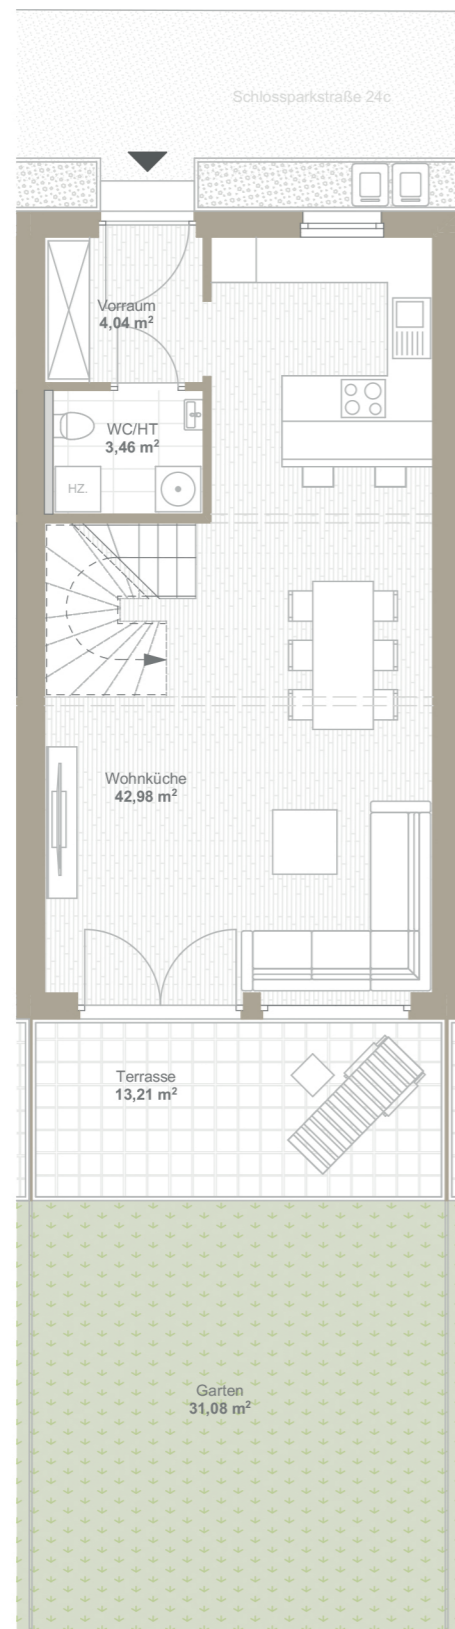 Schlossparkstraße 24c
Vorraum
4,04 m²
WC/HT
3,46 m²
HZ.
Wohnküche
42,98 m²
Terrasse
13,21 m²
Garten
31,08 m²